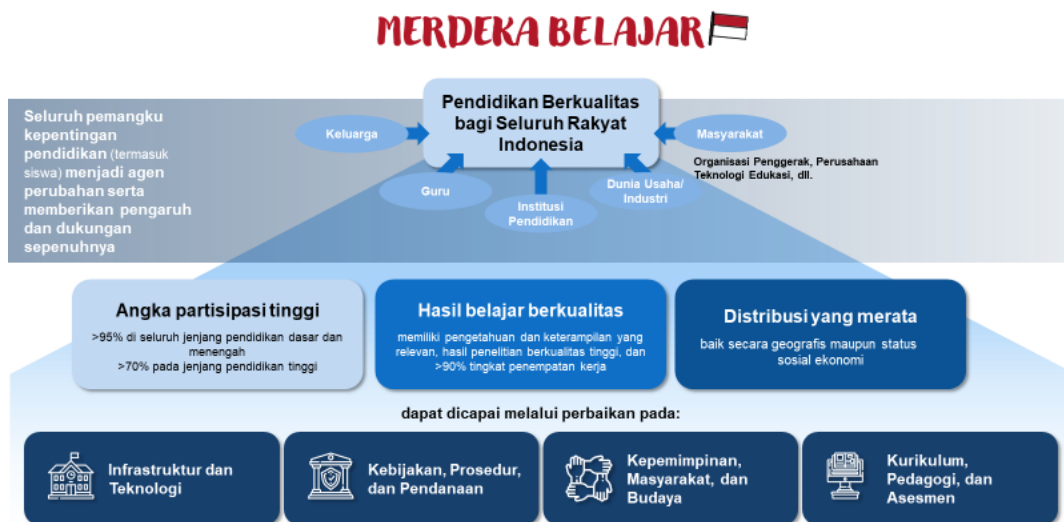 MERDEKA BELAJAR
Seluruh pemangku
kepentingan
pendidikan (termasuk
siswa) menjadi agen
perubahan serta
memberikan pengaruh
dan dukungan
sepenuhnya
Pendidikan Berkualitas
bagi Seluruh Rakyat
Indonesia
Keluarga
Guru
Institusi
Pendidikan
Dunia Usaha/
Industri
Masyarakat
Organisasi Penggerak, Perusahaan
Teknologi Edukasi, dll.
Angka partisipasi tinggi
>95% di seluruh jenjang pendidikan dasar dan
menengah
>70% pada jenjang pendidikan tinggi
Hasil belajar berkualitas
memiliki pengetahuan dan keterampilan yang
relevan, hasil penelitian berkualitas tinggi, dan
>90% tingkat penempatan kerja
Distribusi yang merata
baik secara geografis maupun status
sosial ekonomi
dapat dicapai melalui perbaikan pada:
Infrastruktur dan
Teknologi
Kebijakan, Prosedur,
dan Pendanaan
Kepemimpinan,
Masyarakat, dan
Budaya
Kurikulum,
Pedagogi, dan
Asesmen